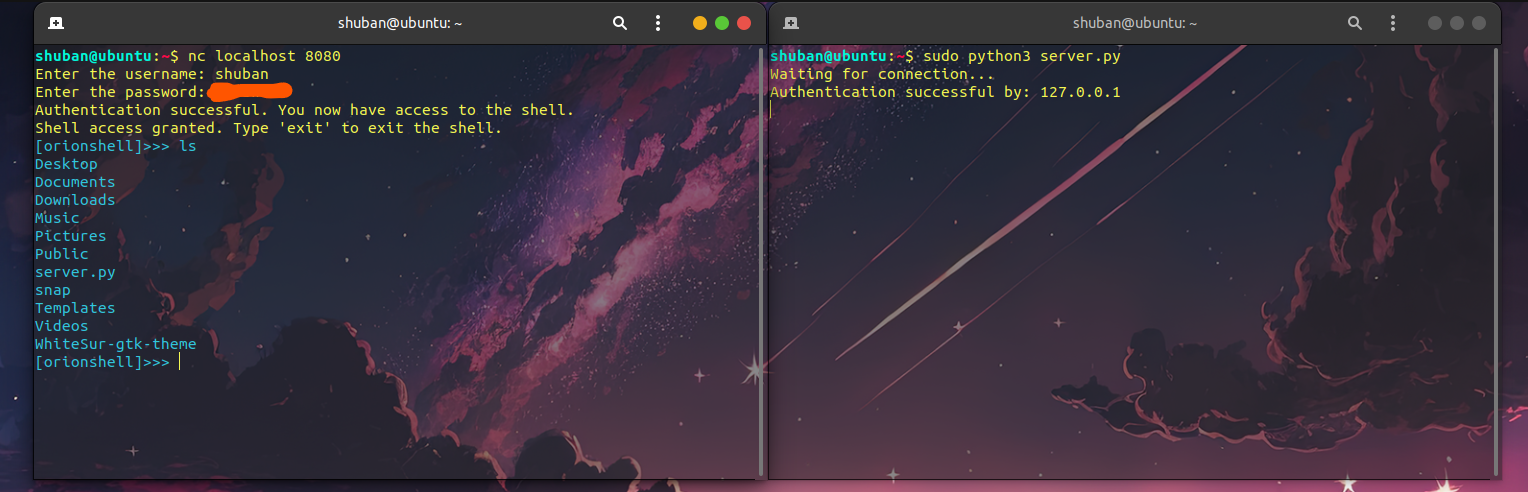 shuban@ubuntu: ~
shuban@ubuntu:~$ nc localhost 8080
Enter the username: shuban
Enter the password:
Authentication successful. You now have access to the shell.
Shell access granted. Type 'exit' to exit the shell.
[orionshell]>>> ls
Desktop
Documents
Downloads
Music
Pictures
Public
server.py
snap
Templates
Videos
WhiteSur-gtk-theme
[orionshell]>>>
shuban@ubuntu: ~
shuban@ubuntu:~$ sudo python3 server.py
Waiting for connection...
Authentication successful by: 127.0.0.1